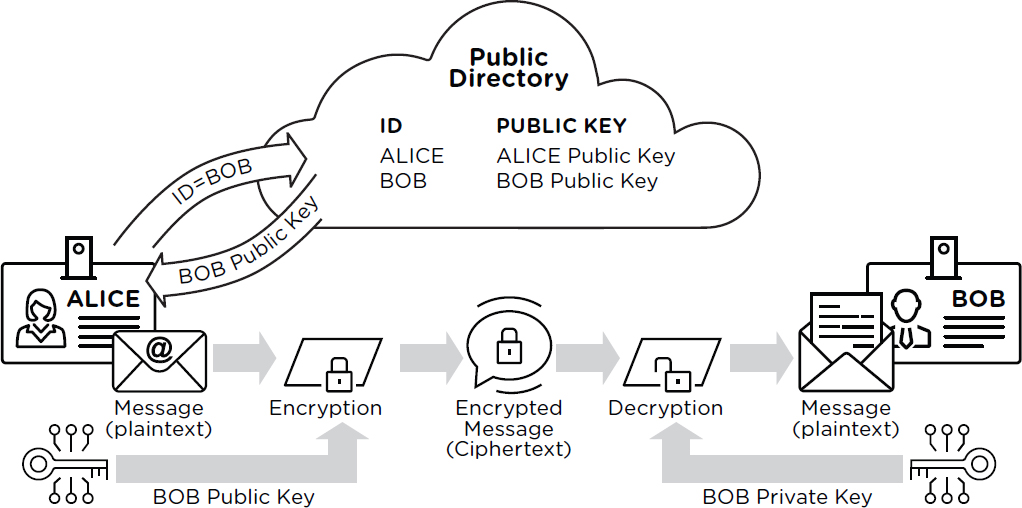 Public
Directory
ID PUBLIC KEY
ALICE ALICE Public Key
BOB BOB Public Key
ID=BOB
BOB Public Key
ALICE
@
BOB
Message
(plaintext)
Encryption
Encrypted
Message
(Ciphertext)
Decryption
Message
(plaintext)
BOB Public Key
BOB Private Key